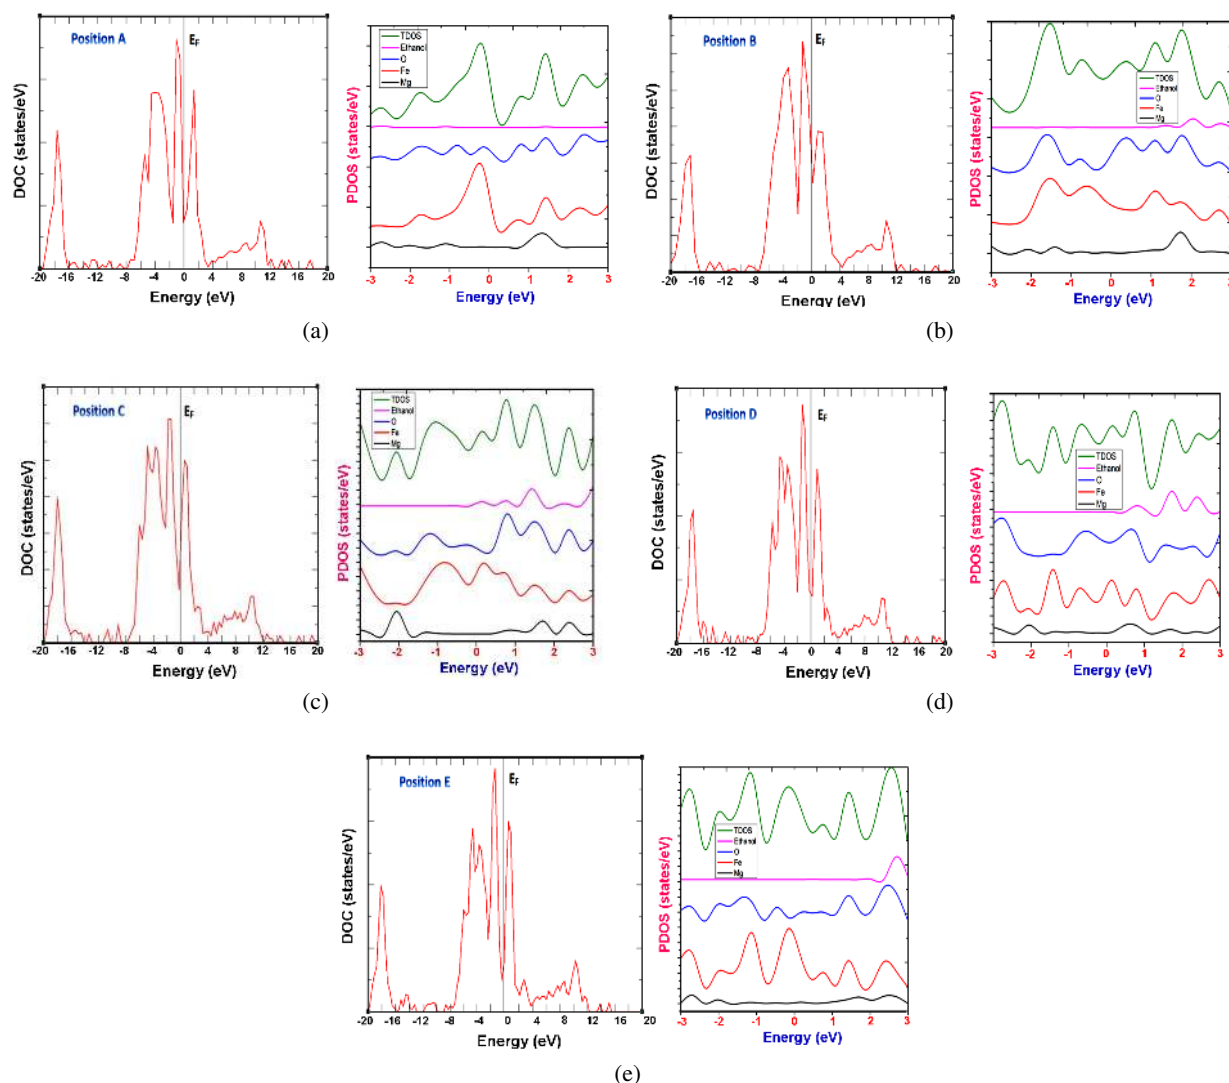 Position A
E_F
DOC (states/eV)
-20 -16 -12 -8 -4 0 4 8 12 16 20
Energy (eV)
TDOS
Ethanol
O
Fe
Mg
PDOS (states/eV)
-3 -2 -1 0 1 2 3
Energy (eV)
(a)
Position B
E_F
DOC (states/eV)
-20 -16 -12 -8 -4 0 4 8 12 16 20
Energy (eV)
TDOS
Ethanol
O
Fe
Mg
PDOS (states/eV)
-3 -2 -1 0 1 2 3
Energy (eV)
(b)
Position C
E_F
DOC (states/eV)
-20 -16 -12 -8 -4 0 4 8 12 16 20
Energy (eV)
TDOS
Ethanol
O
Fe
Mg
PDOS (states/eV)
-3 -2 -1 0 1 2 3
Energy (eV)
(c)
Position D
E_F
DOC (states/eV)
-20 -16 -12 -8 -4 0 4 8 12 16 20
Energy (eV)
TDOS
Ethanol
O
Fe
Mg
PDOS (states/eV)
-3 -2 -1 0 1 2 3
Energy (eV)
(d)
Position E
E_F
DOC (states/eV)
-20 -16 -12 -8 -4 0 4 8 12 16 20
Energy (eV)
TDOS
Ethanol
O
Fe
Mg
PDOS (states/eV)
-3 -2 -1 0 1 2 3
Energy (eV)
(e)